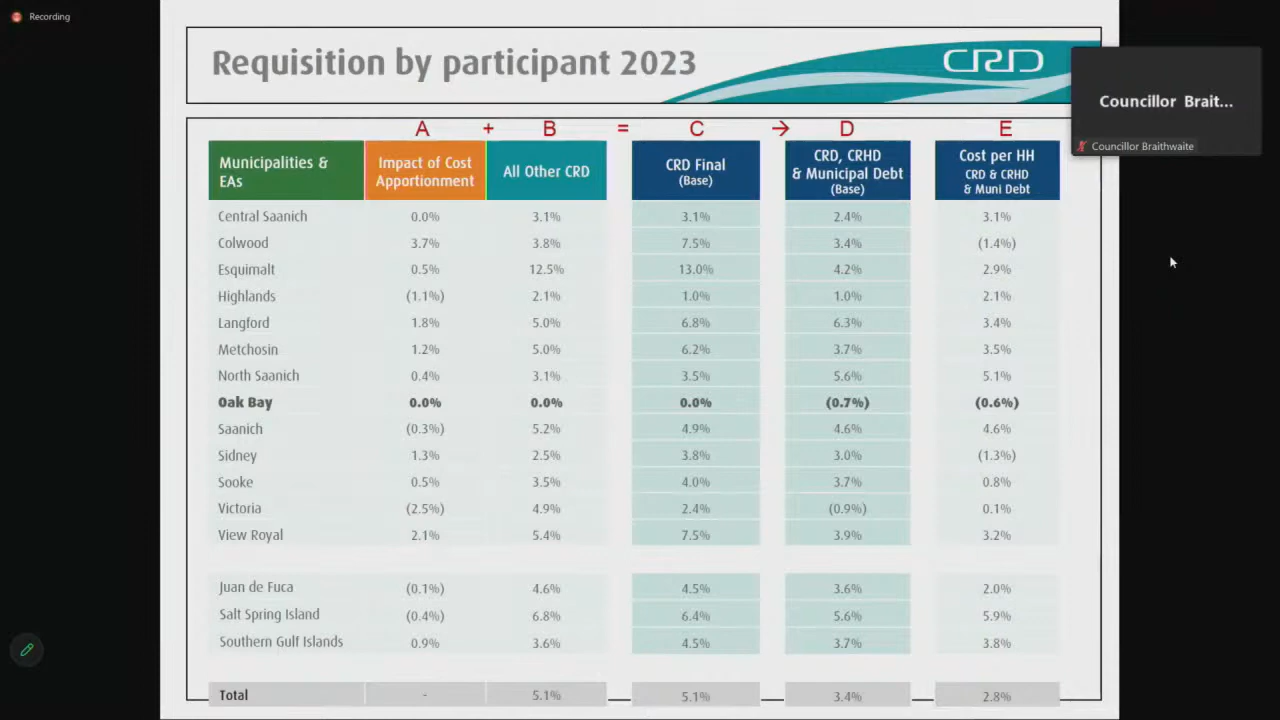 Recording
Requisition by participant 2023
CRD
Councillor Brait...
Councillor Braithwaite
A + B = C → D E
Municipalities & EAs Impact of Cost Apportionment All Other CRD CRD Final (Base) CRD, CRHD & Municipal Debt (Base) Cost per HH CRD & CRHD & Muni Debt
Central Saanich 0.0% 3.1% 3.1% 2.4% 3.1%
Colwood 3.7% 3.8% 7.5% 3.4% (1.4%)
Esquimalt 0.5% 12.5% 13.0% 4.2% 2.9%
Highlands (1.1%) 2.1% 1.0% 1.0% 2.1%
Langford 1.8% 5.0% 6.8% 6.3% 3.4%
Metchosin 1.2% 5.0% 6.2% 3.7% 3.5%
North Saanich 0.4% 3.1% 3.5% 5.6% 5.1%
Oak Bay 0.0% 0.0% 0.0% (0.7%) (0.6%)
Saanich (0.3%) 5.2% 4.9% 4.6% 4.6%
Sidney 1.3% 2.5% 3.8% 3.0% (1.3%)
Sooke 0.5% 3.5% 4.0% 3.7% 0.8%
Victoria (2.5%) 4.9% 2.4% (0.9%) 0.1%
View Royal 2.1% 5.4% 7.5% 3.9% 3.2%
Juan de Fuca (0.1%) 4.6% 4.5% 3.6% 2.0%
Salt Spring Island (0.4%) 6.8% 6.4% 5.6% 5.9%
Southern Gulf Islands 0.9% 3.6% 4.5% 3.7% 3.8%
Total - 5.1% 5.1% 3.4% 2.8%